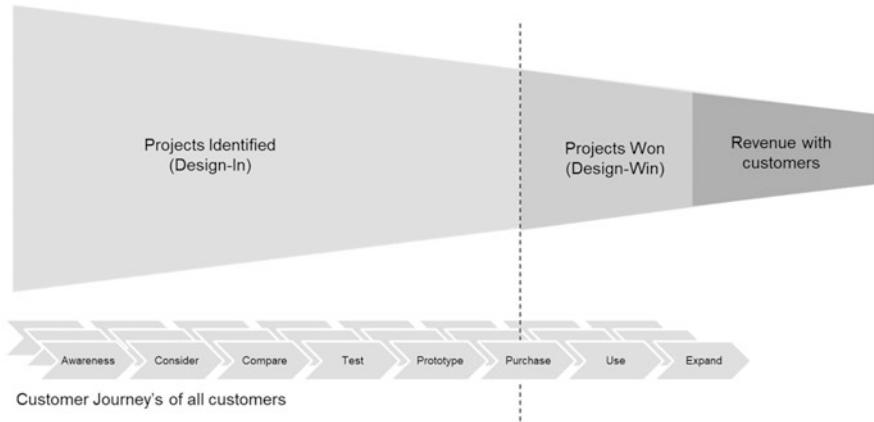 Projects Identified
(Design-In)
Projects Won
(Design-Win)
Revenue with
customers
Awareness
Consider
Compare
Test
Prototype
Purchase
Use
Expand
Customer Journey's of all customers